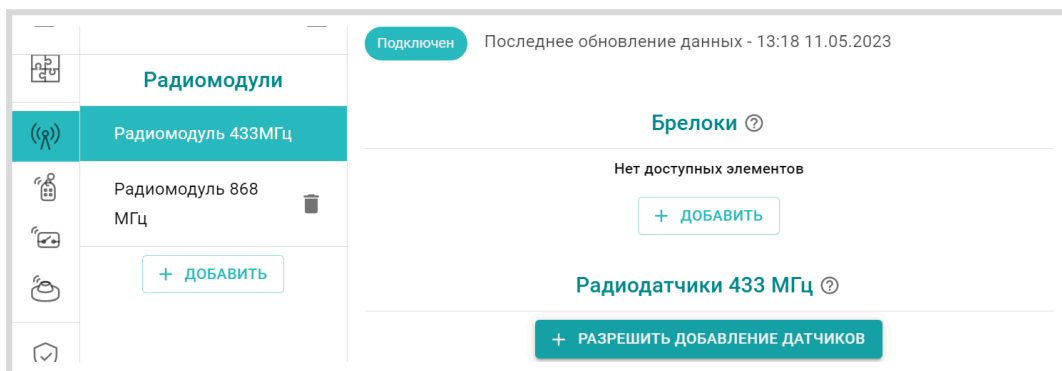 Подключен
Последнее обновление данных - 13:18 11.05.2023
Радиомодули
Радиомодуль 433МГц
Радиомодуль 868
МГц
+ ДОБАВИТЬ
Брелоки
Нет доступных элементов
+ ДОБАВИТЬ
Радиодатчики 433 МГц
+ РАЗРЕШИТЬ ДОБАВЛЕНИЕ ДАТЧИКОВ